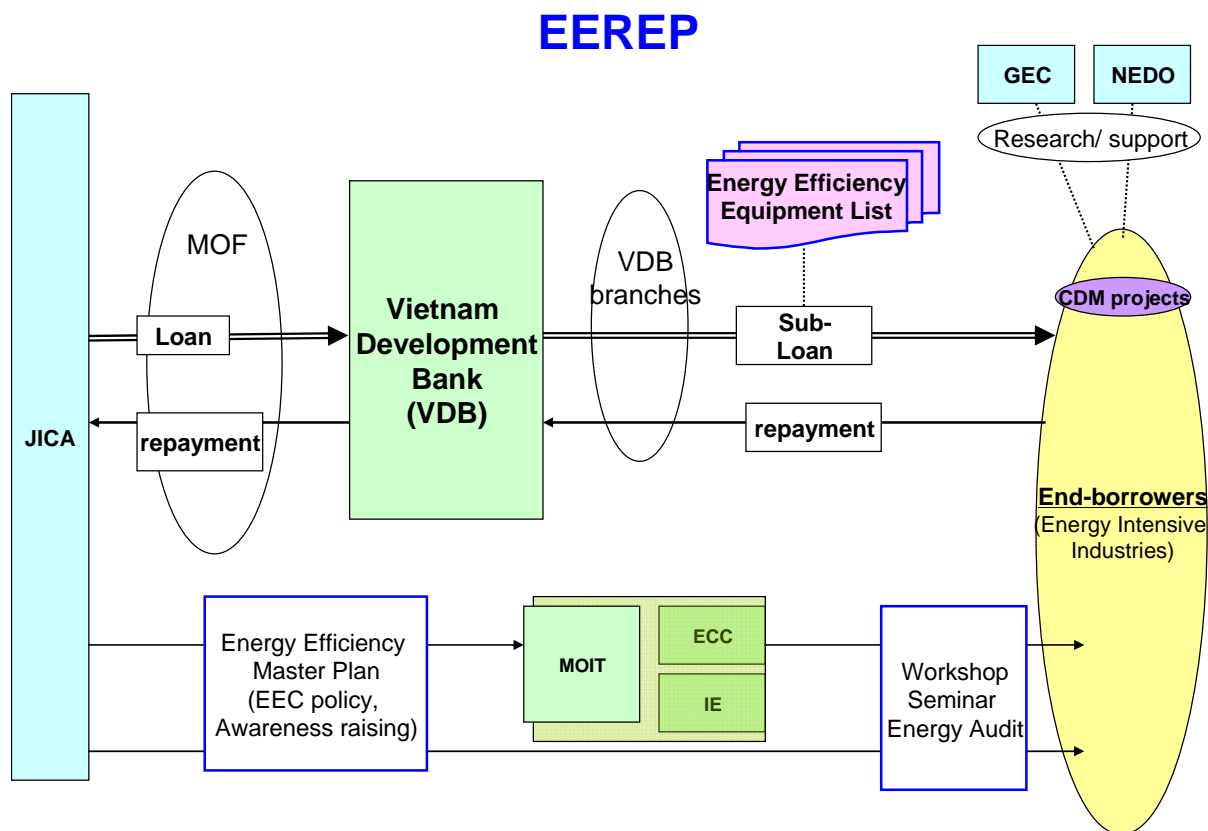 EEREP
GEC
NEDO
Research/ support
Energy Efficiency
Equipment List
MOF
VDB
branches
CDM projects
Loan
Vietnam
Development
Bank
(VDB)
Sub-
Loan
JICA
repayment
repayment
End-borrowers
(Energy Intensive
Industries)
Energy Efficiency
Master Plan
(EEC policy,
Awareness raising)
MOIT
ECC
IE
Workshop
Seminar
Energy Audit